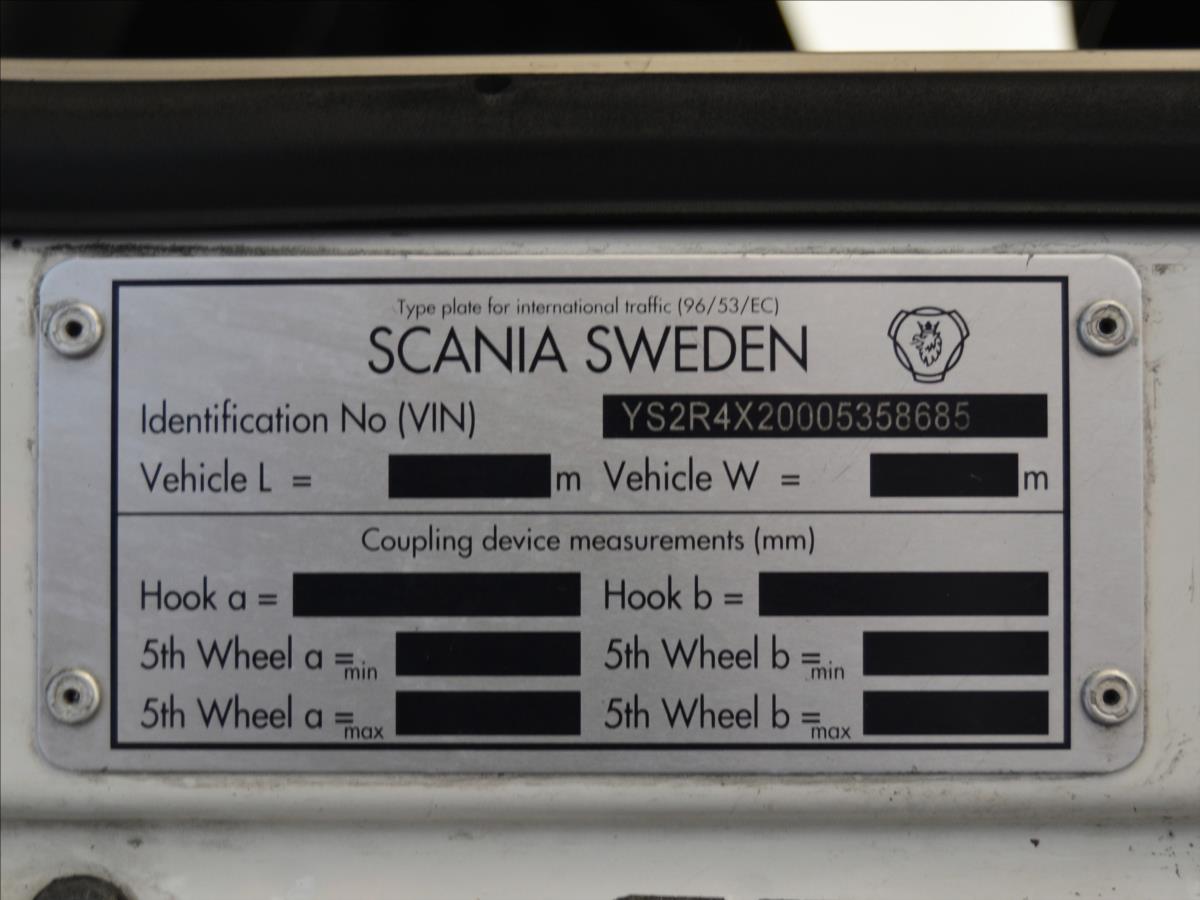 Type plate for international traffic (96/53/EC)
SCANIA SWEDEN
Identification No (VIN) YS2R4X20005358685
Vehicle L = m Vehicle W = m
Coupling device measurements (mm)
Hook a = Hook b =
5th Wheel a =min 5th Wheel b =min
5th Wheel a =max 5th Wheel b =max